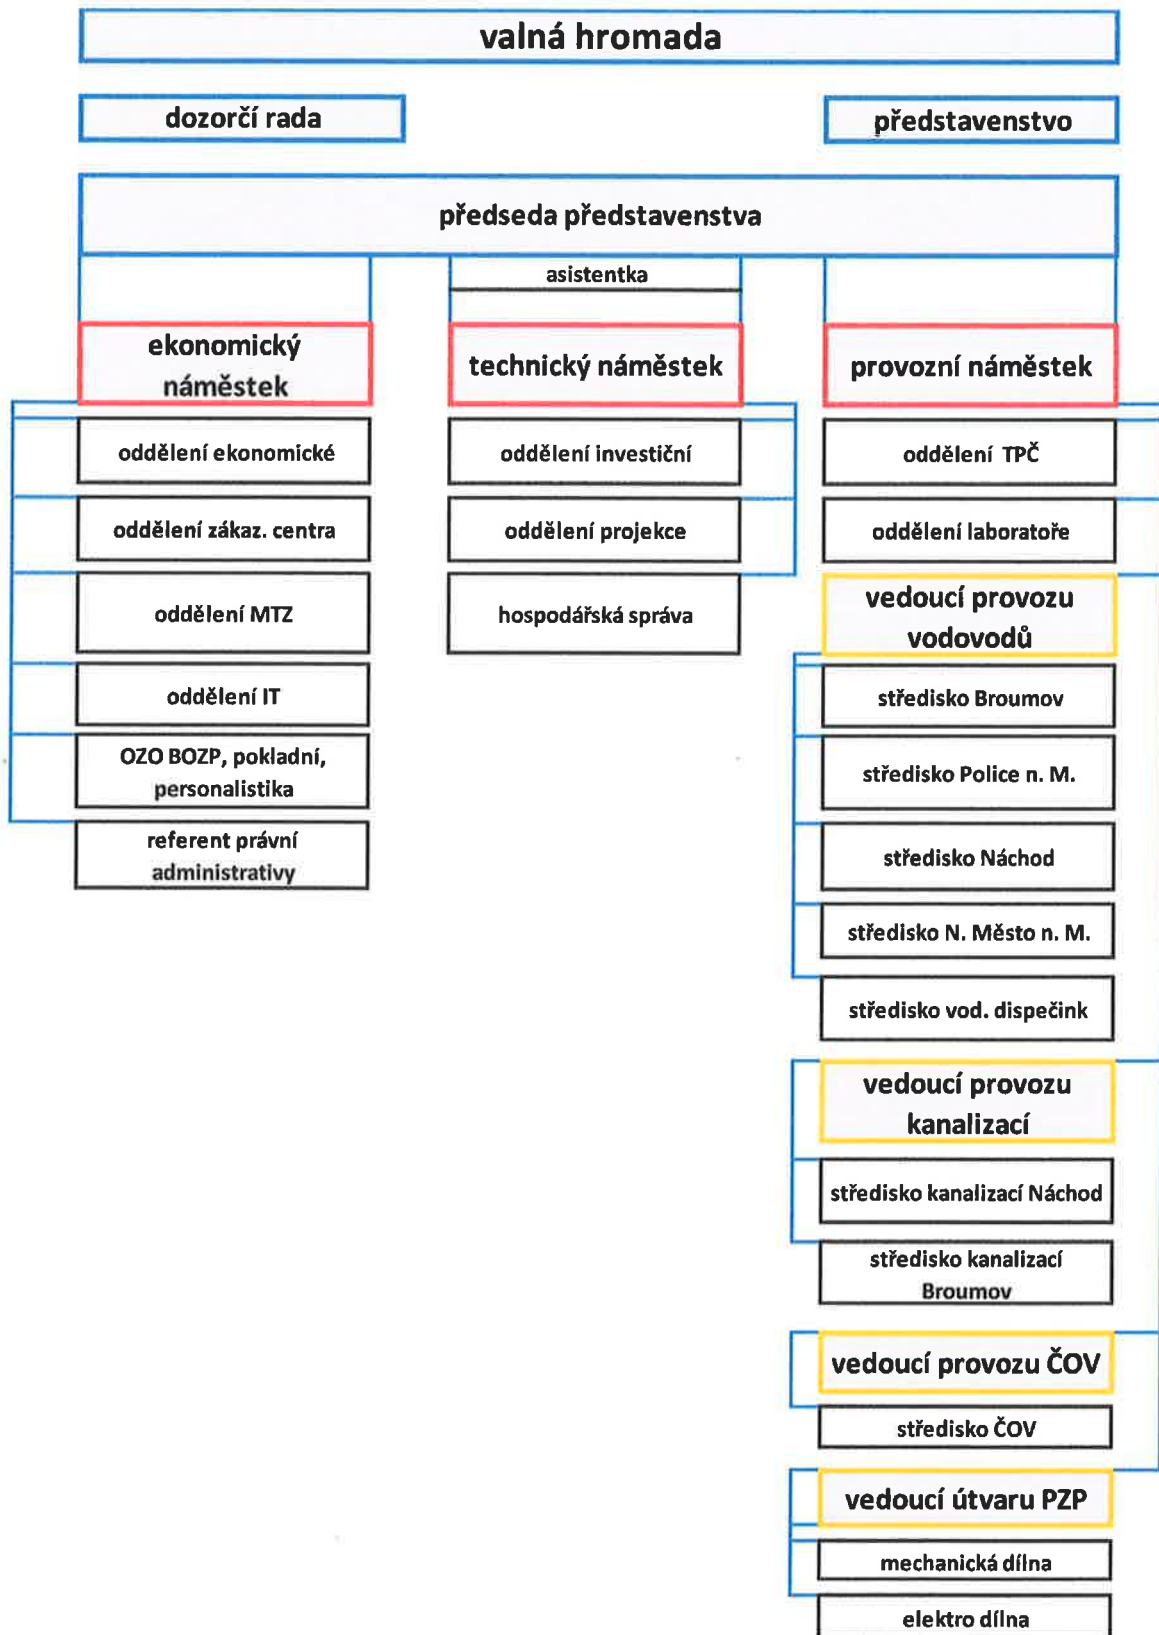 valná hromada
dozorčí rada
představenstvo
předseda představenstva
asistentka
ekonomický
náměstek
technický náměstek
provozní náměstek
oddělení ekonomické
oddělení investiční
oddělení TPČ
oddělení zákaz. centra
oddělení projekce
oddělení laboratoře
oddělení MTZ
hospodářská správa
vedoucí provozu
vodovodů
oddělení IT
středisko Broumov
OZO BOZP, pokladní,
personalistika
středisko Police n. M.
referent právní
administrativy
středisko Náchod
středisko N. Město n. M.
středisko vod. dispečink
vedoucí provozu
kanalizací
středisko kanalizací Náchod
středisko kanalizací
Broumov
vedoucí provozu ČOV
středisko ČOV
vedoucí útvaru PZP
mechanická dílna
elektro dílna